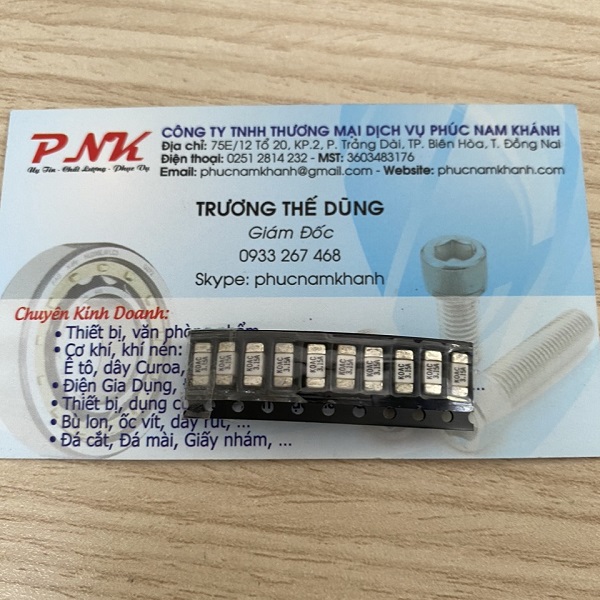 PNK
Uy Tín - Chất Lượng - Phục Vụ
CÔNG TY TNHH THƯƠNG MẠI DỊCH VỤ PHÚC NAM KHÁNH
Địa chỉ: 75E/12 Tổ 20, KP.2, P. Trảng Dài, TP. Biên Hòa, T. Đồng Nai
Điện thoại: 0251 2814 232 - MST: 3603483176
Email: phucnamkhanh@gmail.com - Website: phucnamkhanh.com
TRƯƠNG THẾ DŨNG
Giám Đốc
0933 267 468
Skype: phucnamkhanh
Chuyên Kinh Doanh:
• Thiết bị, văn phòng phẩm
• Cơ khí, khí nén:
Ê tô, dây Curoa,
• Điện Gia Dụng,
• Thiết bị, dụng
• Bù lon, ốc vít, dây rút, ...
• Đá cắt, Đá mài, Giấy nhám, ...